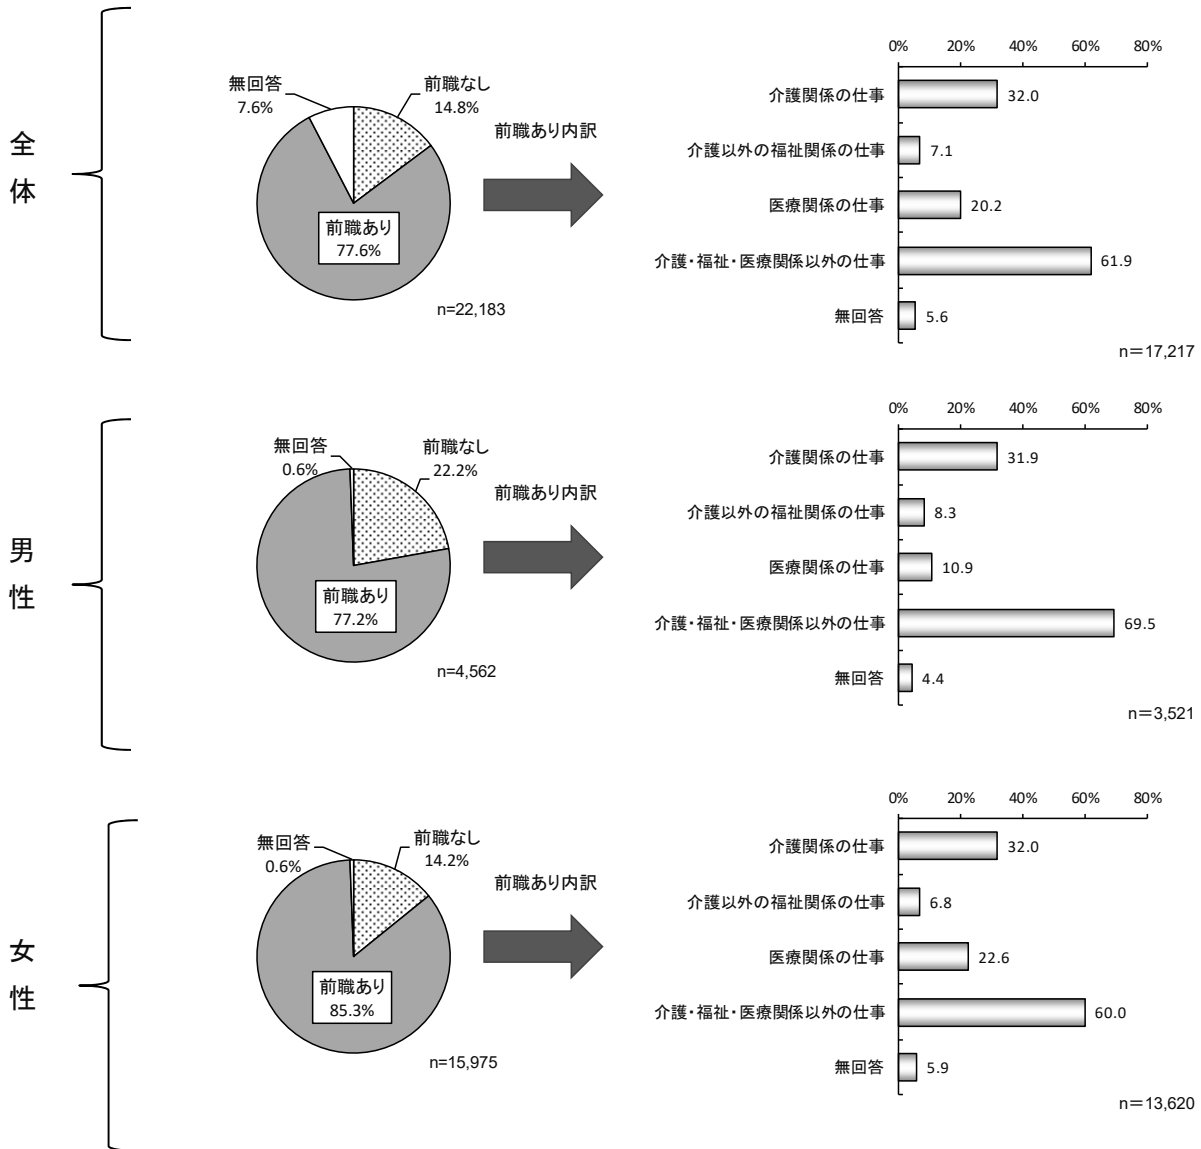 全体
無回答
7.6%
前職なし
14.8%
前職あり
77.6%
n=22,183
前職あり内訳
0% 20% 40% 60% 80%
介護関係の仕事 32.0
介護以外の福祉関係の仕事 7.1
医療関係の仕事 20.2
介護・福祉・医療関係以外の仕事 61.9
無回答 5.6
n＝17,217
男性
無回答
0.6%
前職なし
22.2%
前職あり
77.2%
n=4,562
前職あり内訳
0% 20% 40% 60% 80%
介護関係の仕事 31.9
介護以外の福祉関係の仕事 8.3
医療関係の仕事 10.9
介護・福祉・医療関係以外の仕事 69.5
無回答 4.4
n＝3,521
女性
無回答
0.6%
前職なし
14.2%
前職あり
85.3%
n=15,975
前職あり内訳
0% 20% 40% 60% 80%
介護関係の仕事 32.0
介護以外の福祉関係の仕事 6.8
医療関係の仕事 22.6
介護・福祉・医療関係以外の仕事 60.0
無回答 5.9
n＝13,620